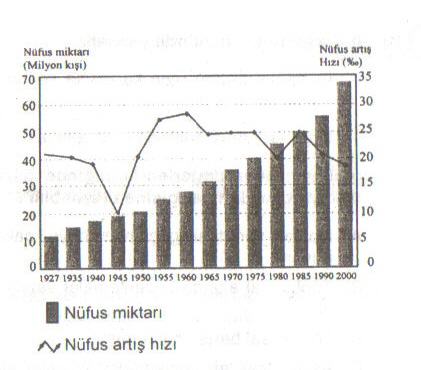 Nüfus miktarı
(Milyon kişi)
Nüfus artış
Hızı (‰)
70
60
50
40
30
20
10
0
35
30
25
20
15
10
5
0
1927 1935 1940 1945 1950 1955 1960 1965 1970 1975 1980 1985 1990 2000
Nüfus miktarı
Nüfus artış hızı